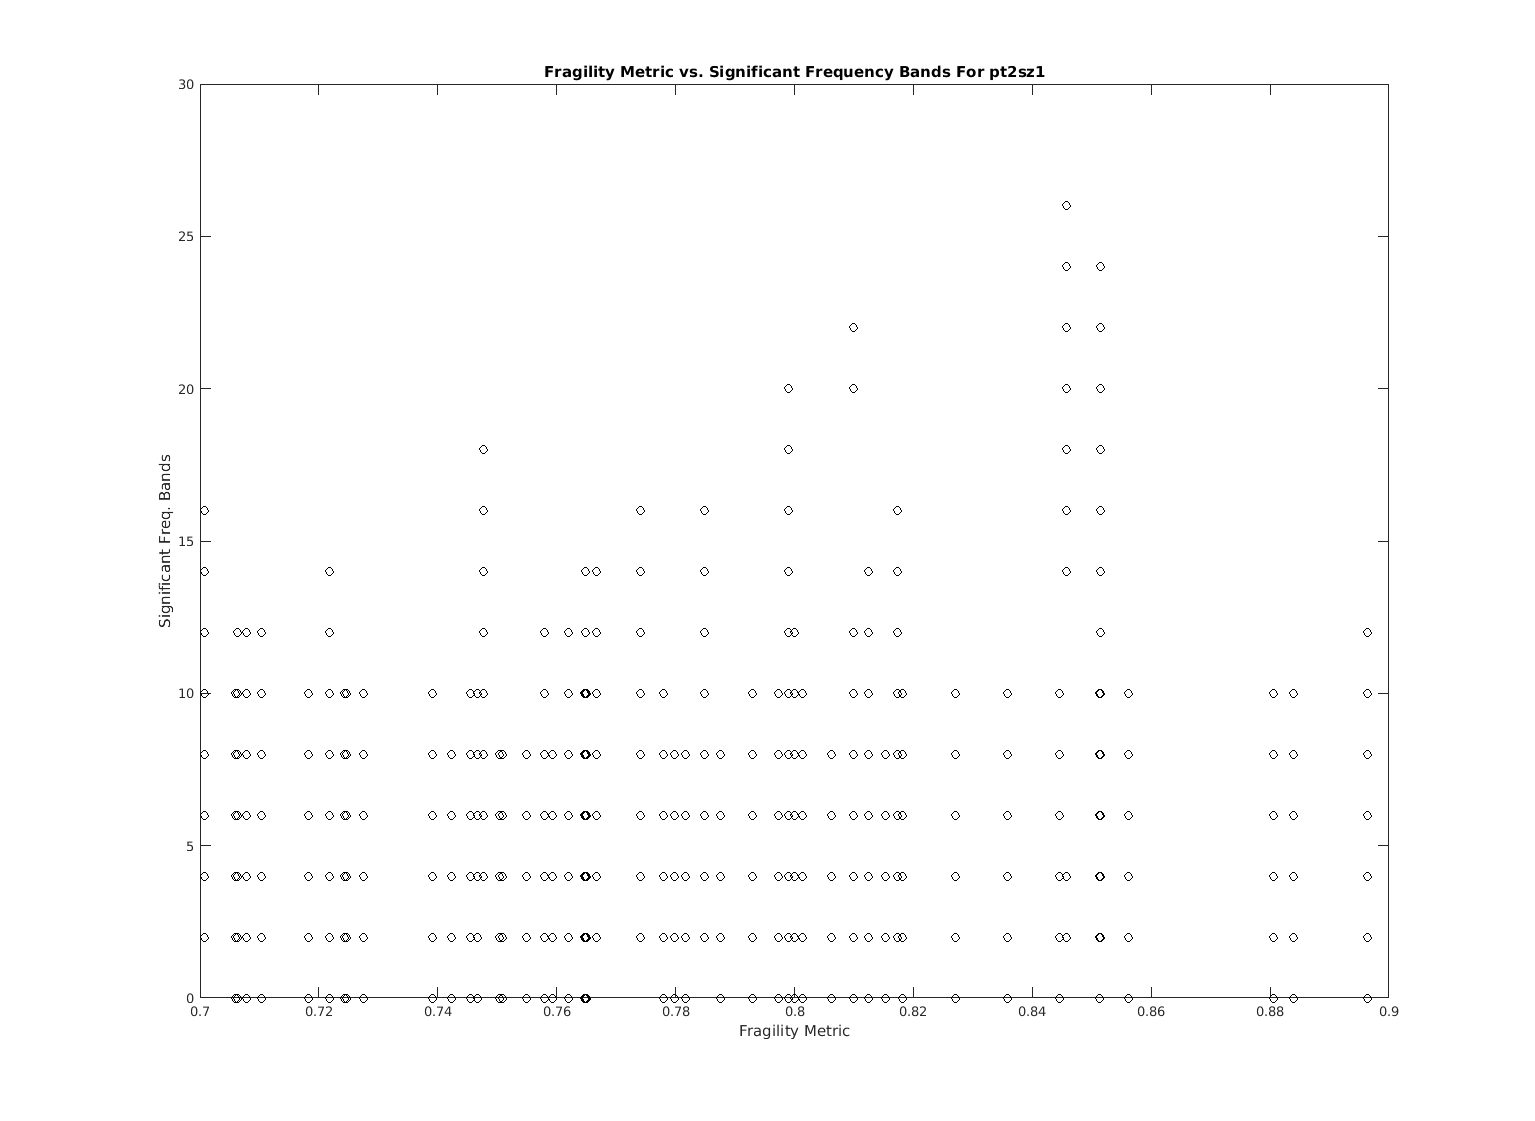 Fragility Metric vs. Significant Frequency Bands For pt2sz1
30
25
20
15
10
5
0
Significant Freq. Bands
0.7 0.72 0.74 0.76 0.78 0.8 0.82 0.84 0.86 0.88 0.9
Fragility Metric